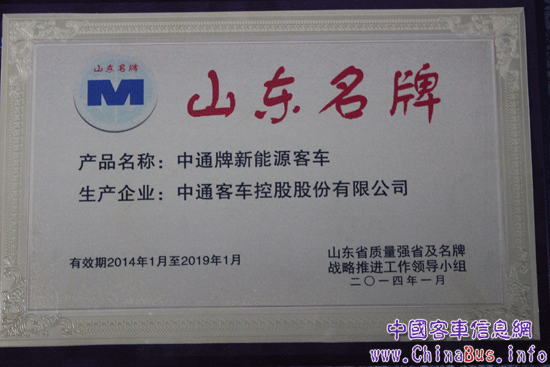 山东名牌
M
山东名牌
产品名称：中通牌新能源客车
生产企业：中通客车控股股份有限公司
有效期2014年1月至2019年1月
山东省质量强省及名牌
战略推进工作领导小组
二〇一四年一月
中國客車信息網
www.ChinaBus.info